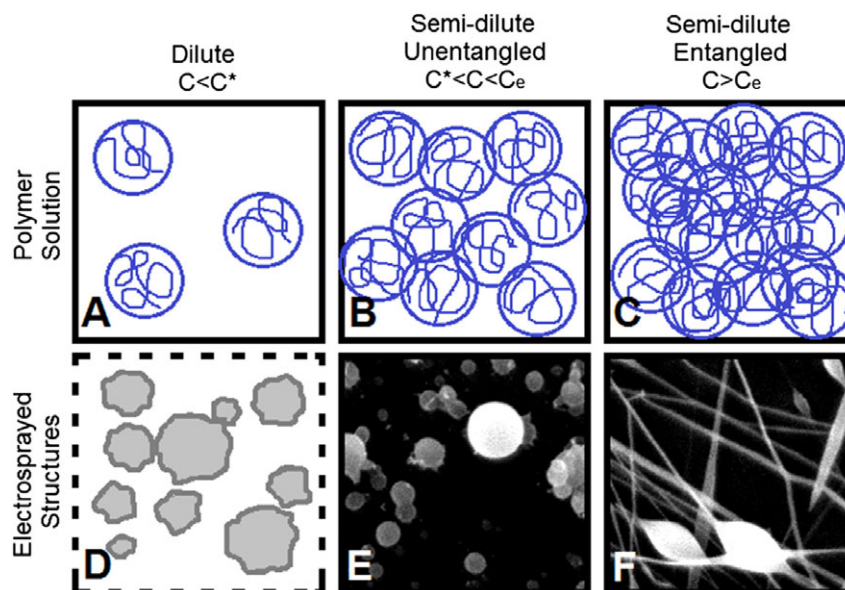 Dilute
C<C*
Semi-dilute
Unentangled
C*<C<Cₑ
Semi-dilute
Entangled
C>Cₑ
Polymer
Solution
A
B
C
Electrosprayed
Structures
D
E
F